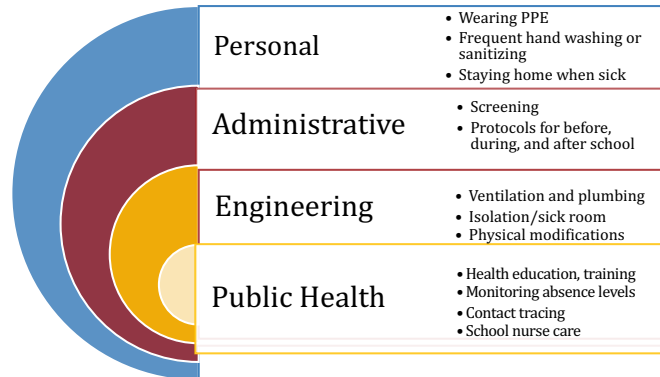 Personal
• Wearing PPE
• Frequent hand washing or
sanitizing
• Staying home when sick
Administrative
• Screening
• Protocols for before,
during, and after school
Engineering
• Ventilation and plumbing
• Isolation/sick room
• Physical modifications
Public Health
• Health education, training
• Monitoring absence levels
• Contact tracing
• School nurse care